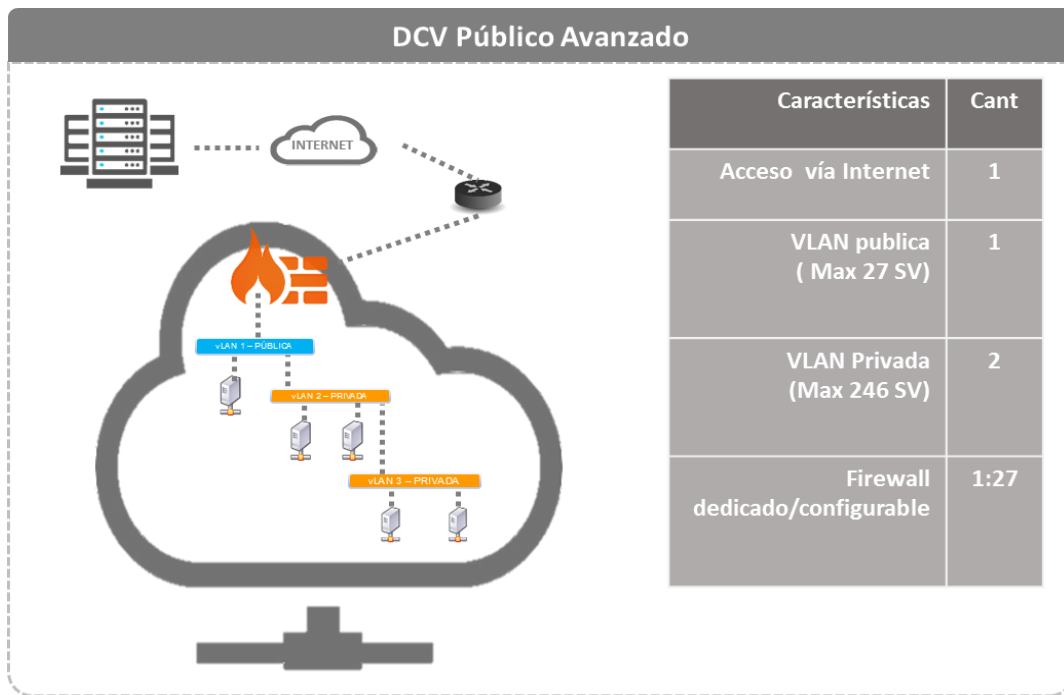 DCV Público Avanzado
INTERNET
vLAN 1 – PÚBLICA
vLAN 2 – PRIVADA
vLAN 3 – PRIVADA
Características Cant
Acceso vía Internet 1
VLAN publica 1
( Max 27 SV)
VLAN Privada 2
(Max 246 SV)
Firewall 1:27
dedicado/configurable